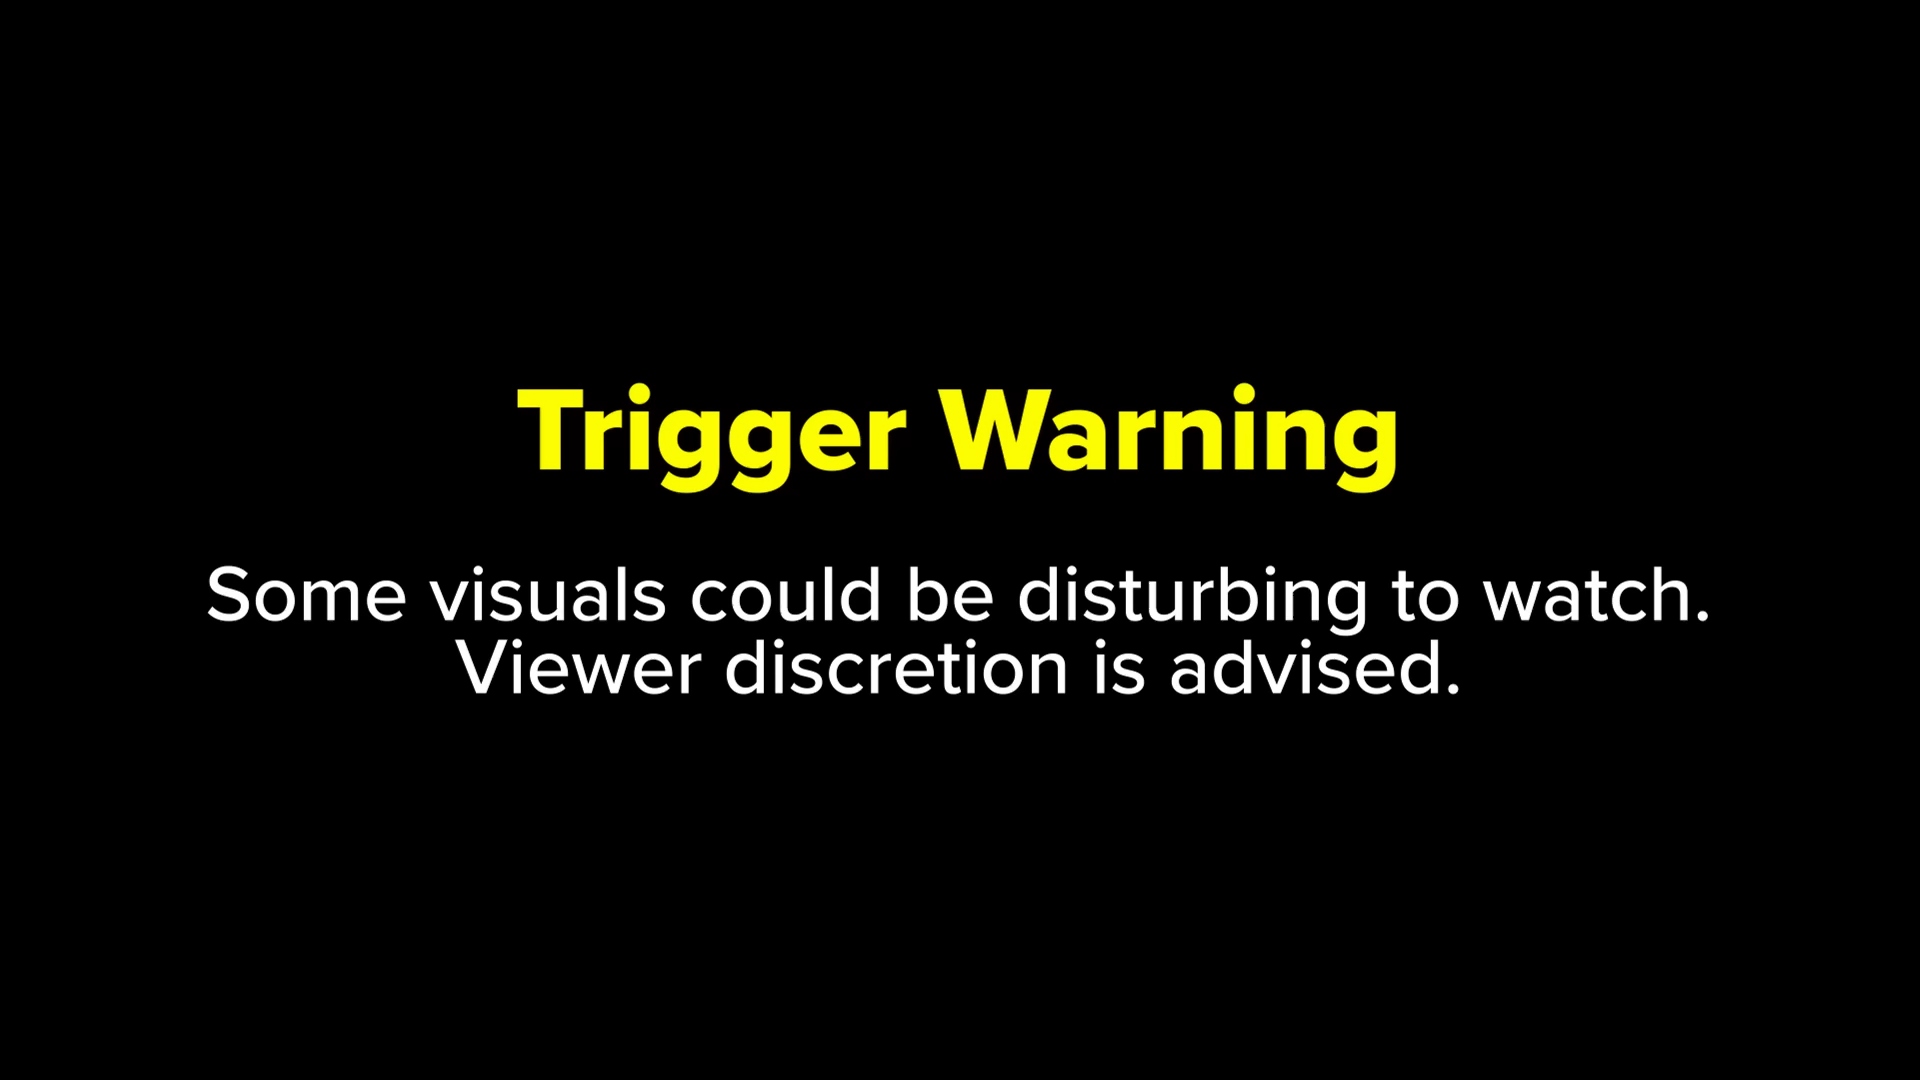 Trigger Warning
Some visuals could be disturbing to watch.
Viewer discretion is advised.